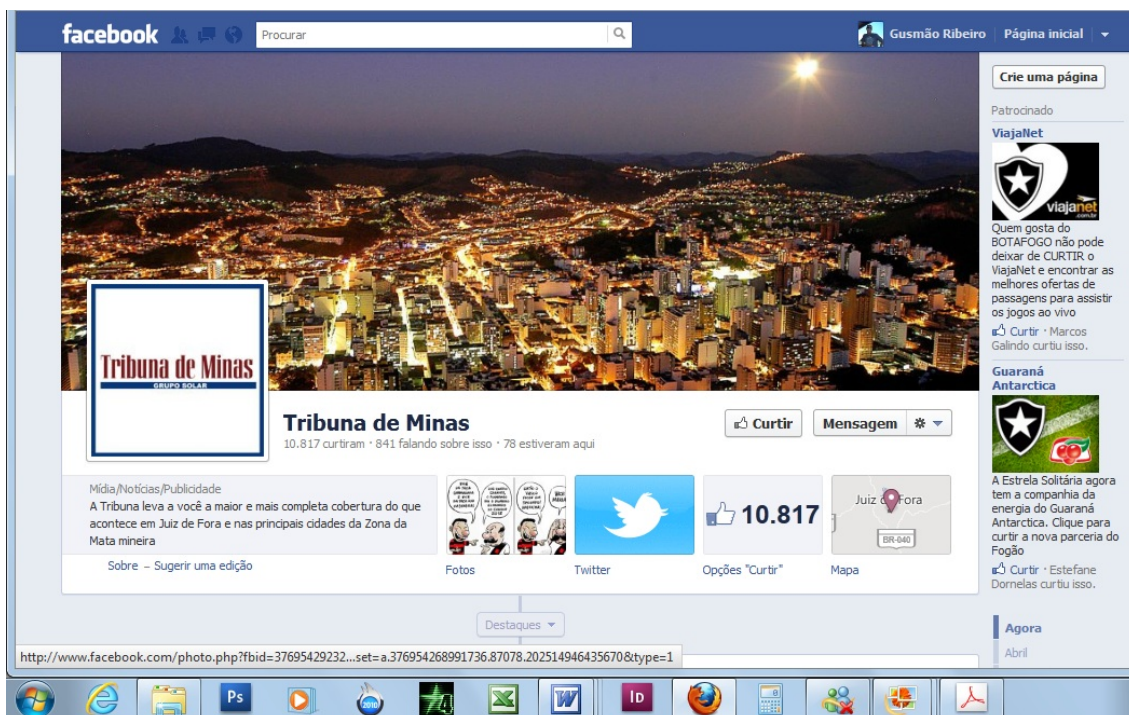 facebook
Procurar
Gusmão Ribeiro
Página inicial
Crie uma página
Patrocinado
ViajaNet
viajanet
.com.br
Quem gosta do
BOTAFOGO não pode
deixar de CURTIR o
ViajaNet e encontrar as
melhores ofertas de
passagens para assistir
os jogos ao vivo
Curtir · Marcos
Galindo curtiu isso.
Guaraná
Antarctica
A Estrela Solitária agora
tem a companhia da
energia do Guaraná
Antarctica. Clique para
curtir a nova parceria do
Fogão
Curtir · Estefane
Dornelas curtiu isso.
Agora
Abril
Tribuna de Minas
GRUPO SOLAR
Tribuna de Minas
10.817 curtiram · 841 falando sobre isso · 78 estiveram aqui
Curtir
Mensagem
Mídia/Notícias/Publicidade
A Tribuna leva a você a maior e mais completa cobertura do que
acontece em Juiz de Fora e nas principais cidades da Zona da
Mata mineira
Sobre – Sugerir uma edição
Fotos
Twitter
10.817
Opções "Curtir"
Juiz de Fora
BR-040
Mapa
Destaques
http://www.facebook.com/photo.php?fbid=37695429232...set=a.376954268991736.87078.202514946435670&type=1
Ps
2010
ID